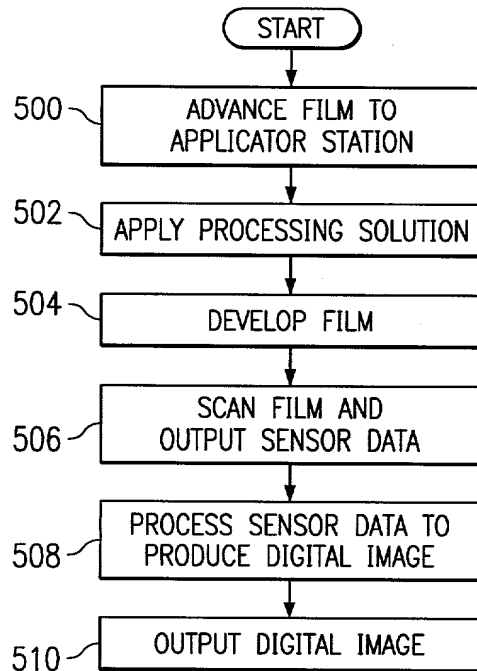 START
500
ADVANCE FILM TO
APPLICATOR STATION
502
APPLY PROCESSING SOLUTION
504
DEVELOP FILM
506
SCAN FILM AND
OUTPUT SENSOR DATA
508
PROCESS SENSOR DATA TO
PRODUCE DIGITAL IMAGE
510
OUTPUT DIGITAL IMAGE